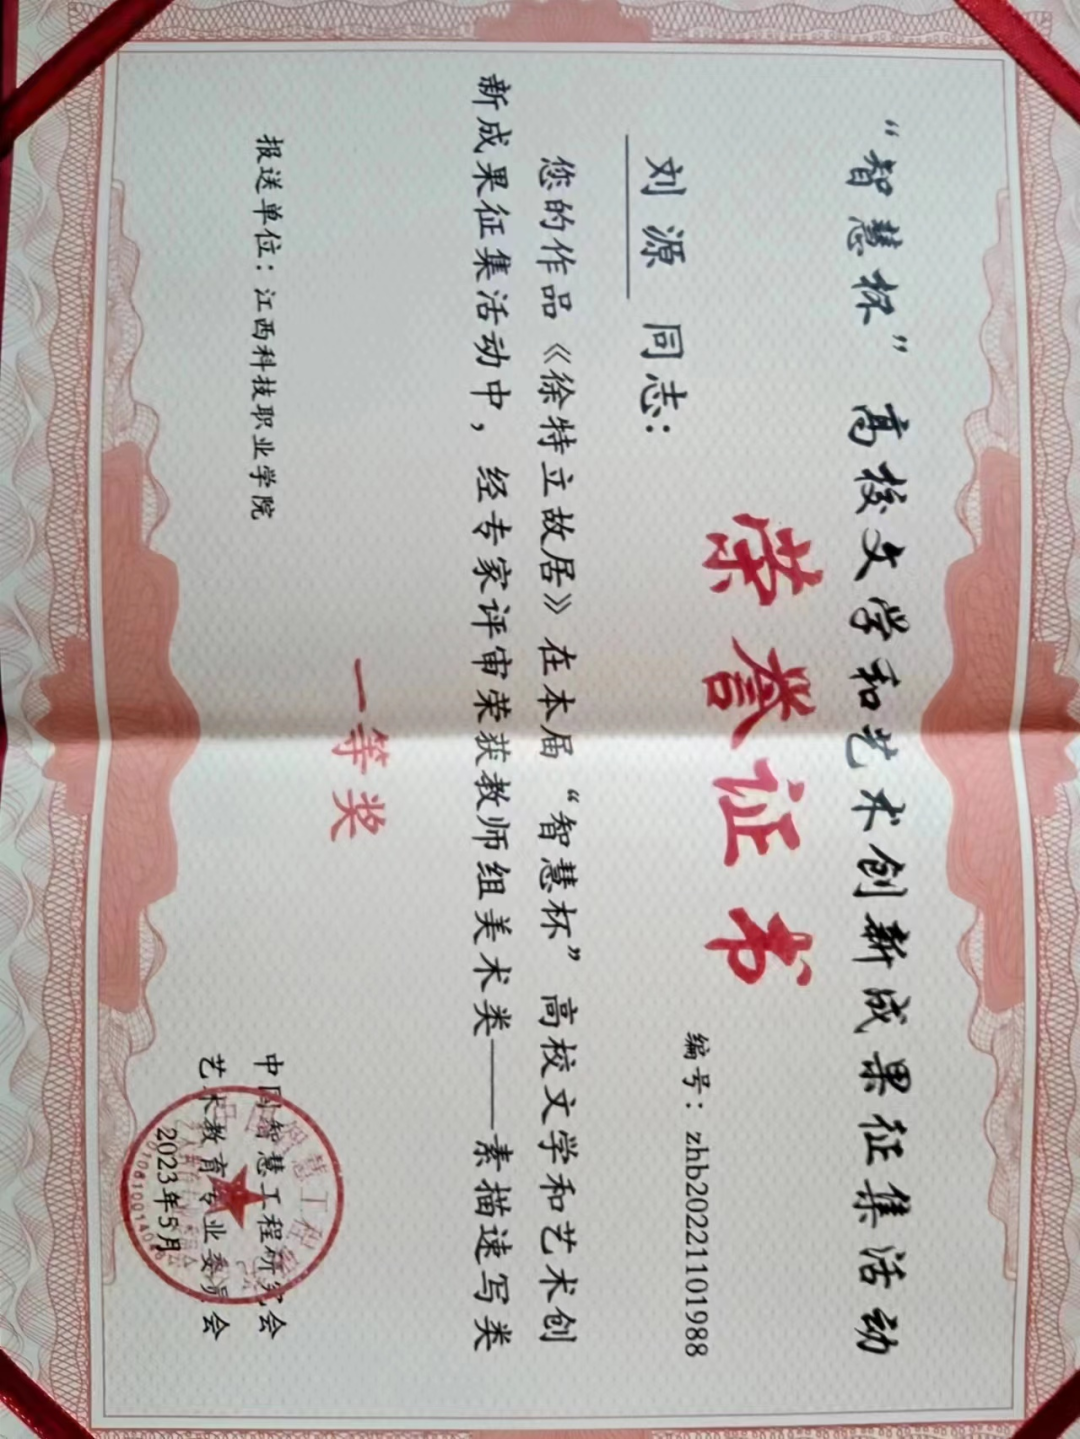 “智慧杯”高校文学和艺术创新成果征集活动
荣誉证书
编号：zhb20221101988
刘源 同志：
您的作品《徐特立故居》在本届“智慧杯”高校文学和艺术创
新成果征集活动中，经专家评审荣获教师组美术类——素描速写类
一等奖
报送单位：江西科技职业学院
中国智慧工程研究会
艺术教育专业委员会
2023年5月